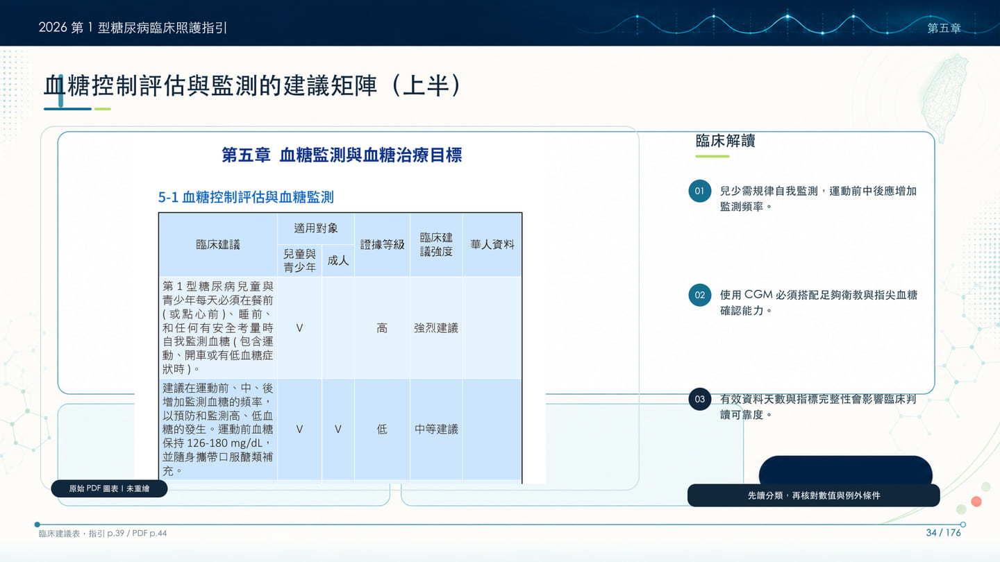 2026 第 1 型糖尿病臨床照護指引
第五章
血糖控制評估與監測的建議矩陣（上半）
第五章 血糖監測與血糖治療目標
5-1 血糖控制評估與血糖監測
臨床建議
適用對象
兒童與
青少年
成人
證據等級
臨床建
議強度
華人資料
第 1 型糖尿病兒童與
青少年每天必須在餐前
(或點心前)、睡前、
和任何有安全考量時
自我監測血糖(包含運
動、開車或有低血糖症
狀時)。
V
高
強烈建議
建議在運動前、中、後
增加監測血糖的頻率，
以預防和監測高、低血
糖的發生。運動前血糖
保持 126-180 mg/dL，
並隨身攜帶口服醣類補
充。
V
V
低
中等建議
臨床解讀
01
兒少需規律自我監測，運動前中後應增加
監測頻率。
02
使用 CGM 必須搭配足夠衛教與指尖血糖
確認能力。
03
有效資料天數與指標完整性會影響臨床判
讀可靠度。
原始 PDF 圖表｜未重繪
先讀分類，再核對數值與例外條件
臨床建議表，指引 p.39 / PDF p.44
34 / 176